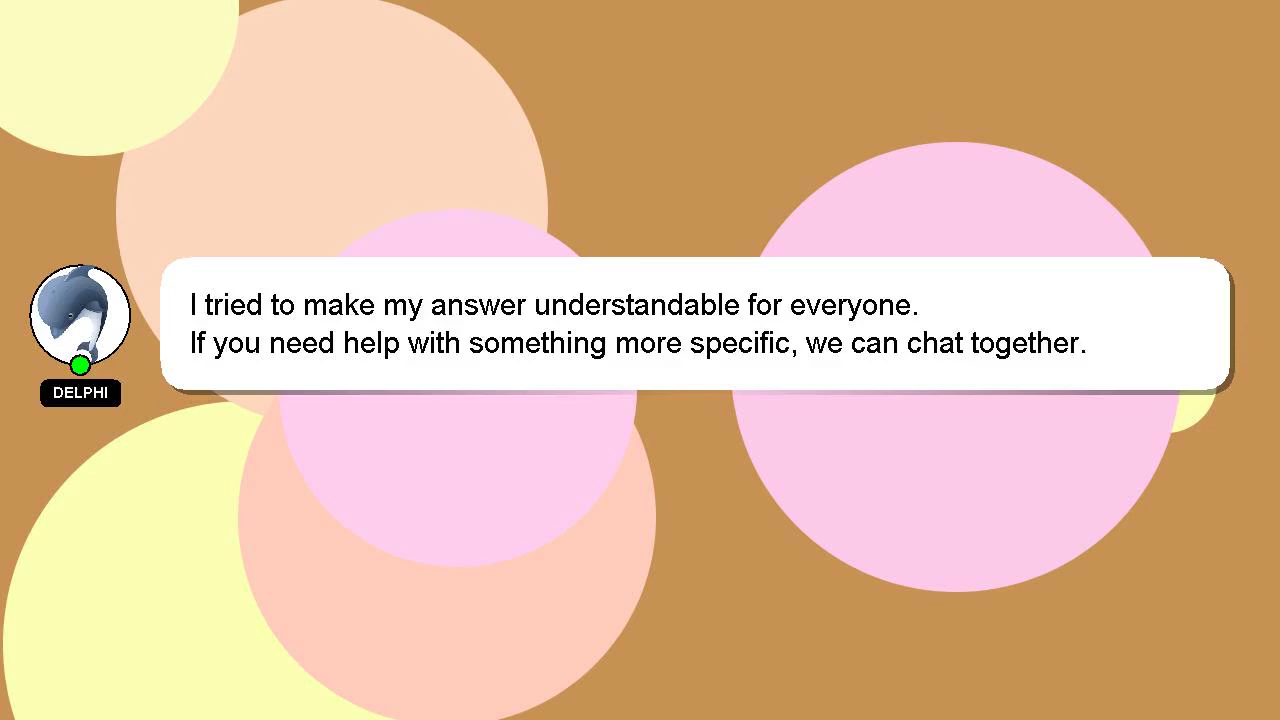 I tried to make my answer understandable for everyone.
If you need help with something more specific, we can chat together.
DELPHI